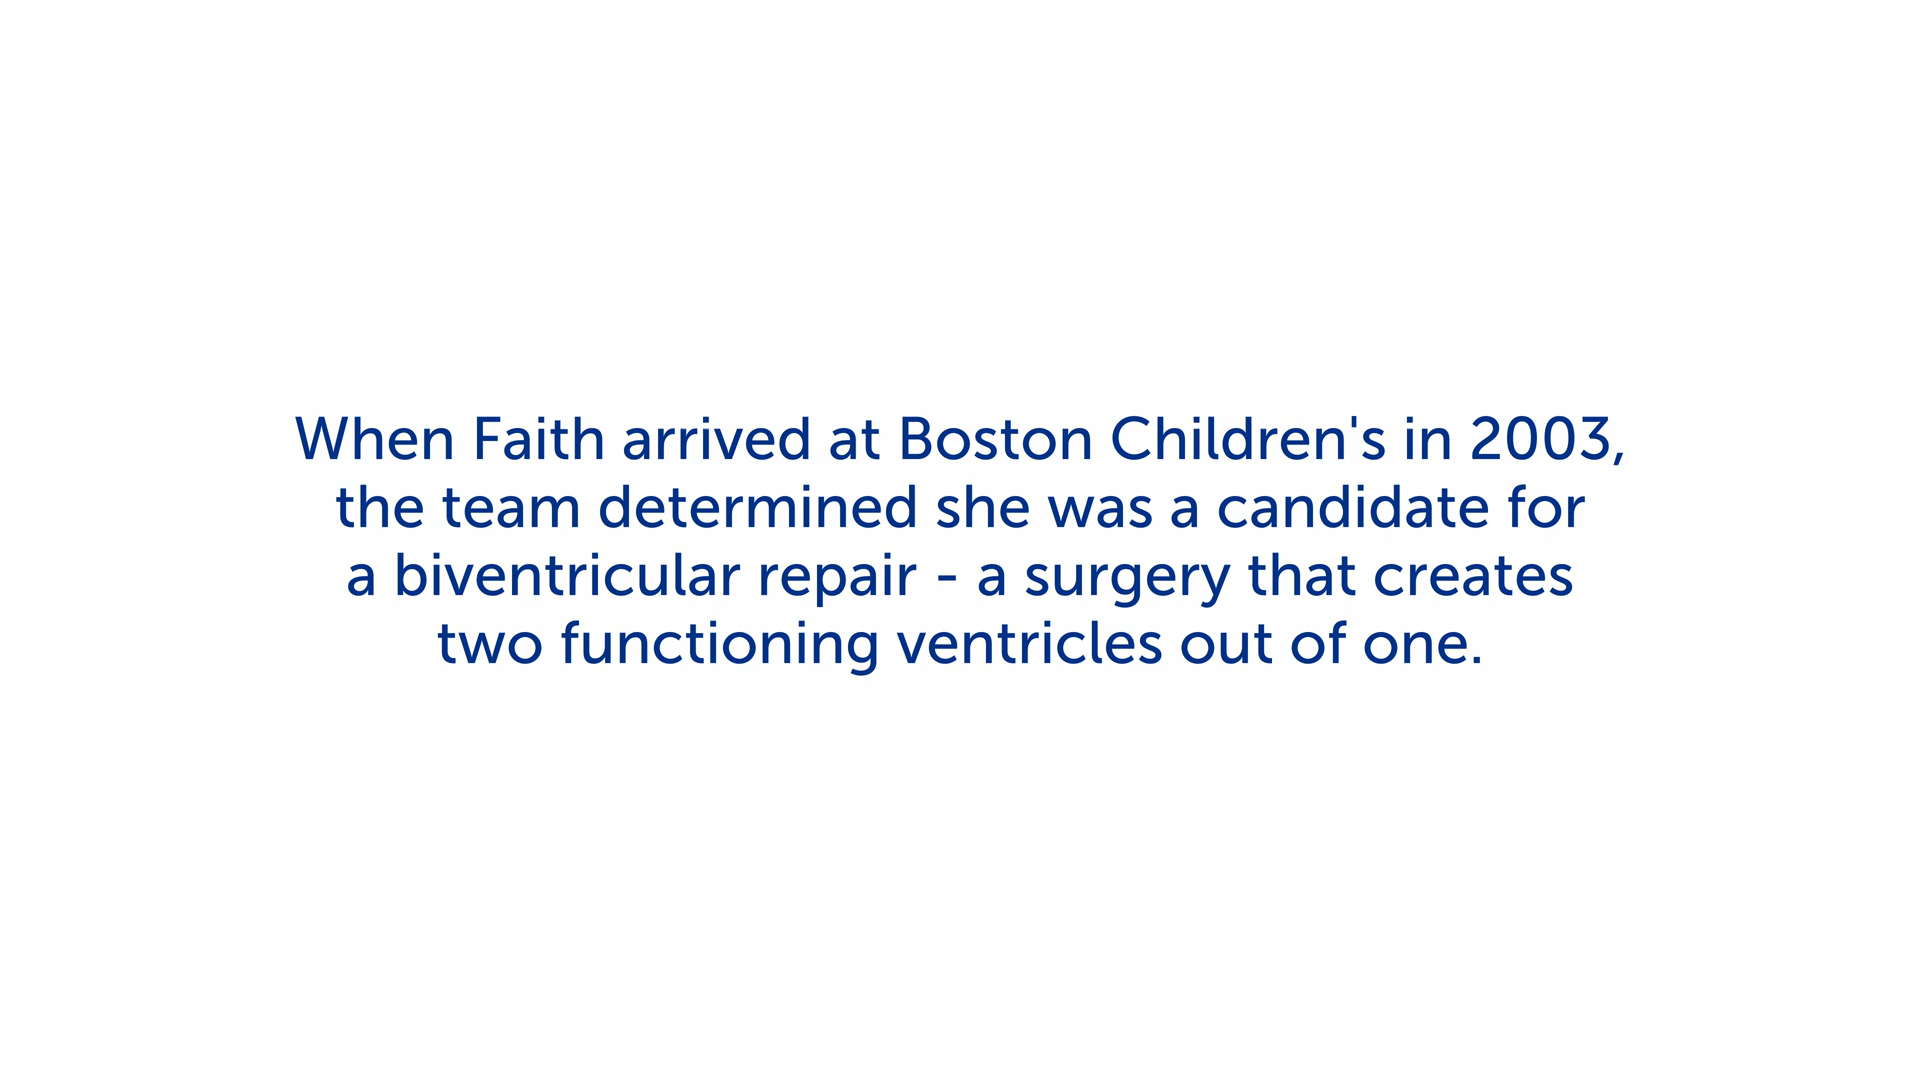 When Faith arrived at Boston Children's in 2003,
the team determined she was a candidate for
a biventricular repair - a surgery that creates
two functioning ventricles out of one.